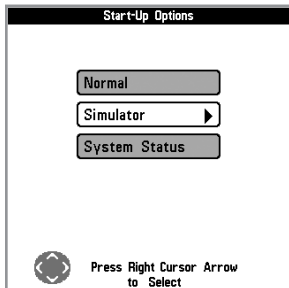 Start-Up Options
Normal
Simulator
System Status
Press Right Cursor Arrow
to Select